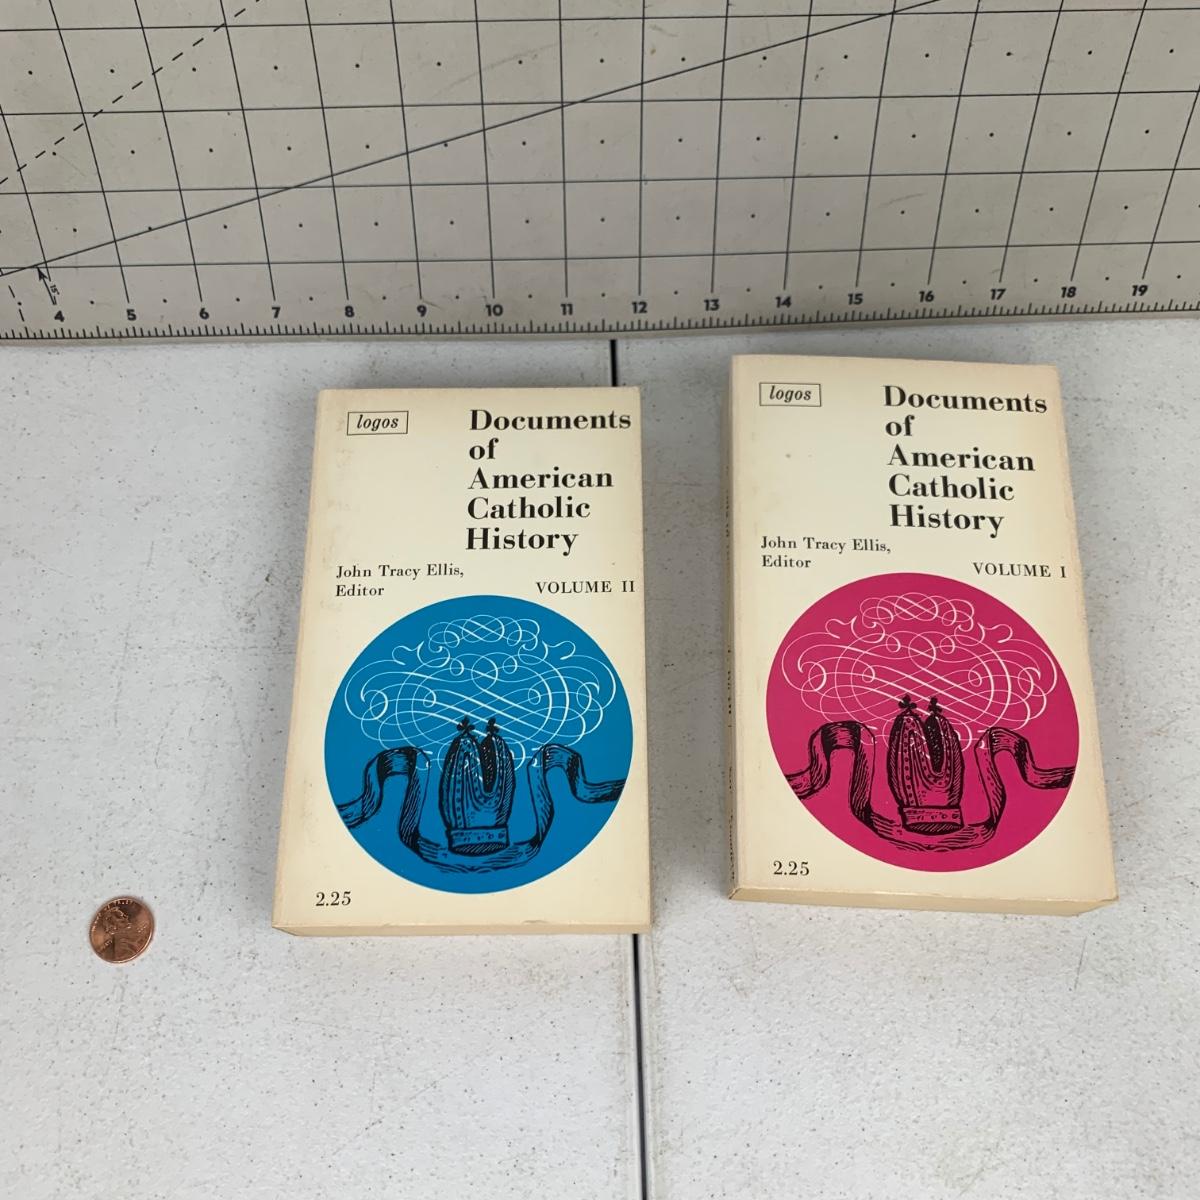 15°
4 5 6 7 8 9 10 11 12 13 14 15 16 17 18 19
logos
Documents
of
American
Catholic
History
John Tracy Ellis,
Editor
VOLUME II
2.25
logos
Documents
of
American
Catholic
History
John Tracy Ellis,
Editor
VOLUME I
2.25